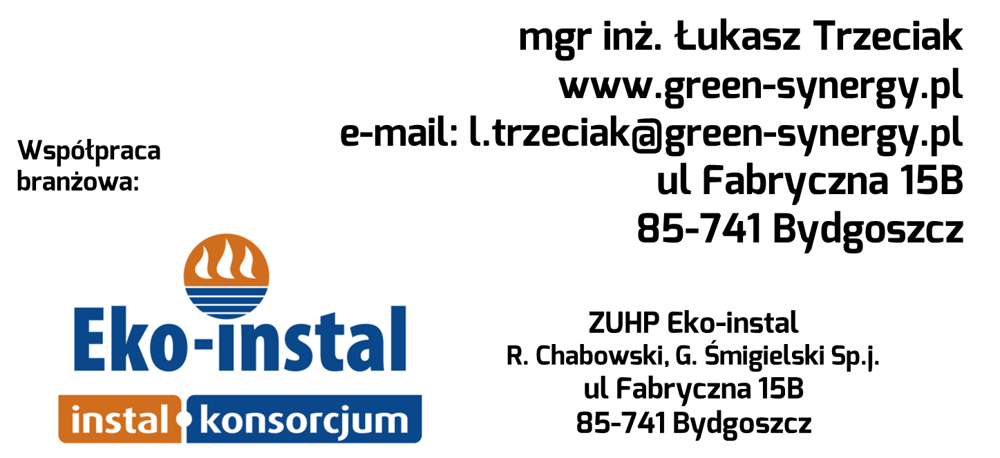 mgr inż. Łukasz Trzeciak
www.green-synergy.pl
e-mail: l.trzeciak@green-synergy.pl
ul Fabryczna 15B
85-741 Bydgoszcz
Współpraca
branżowa:
Eko-instal
instal konsorcjum
ZUHP Eko-instal
R. Chabowski, G. Śmigielski Sp.j.
ul Fabryczna 15B
85-741 Bydgoszcz